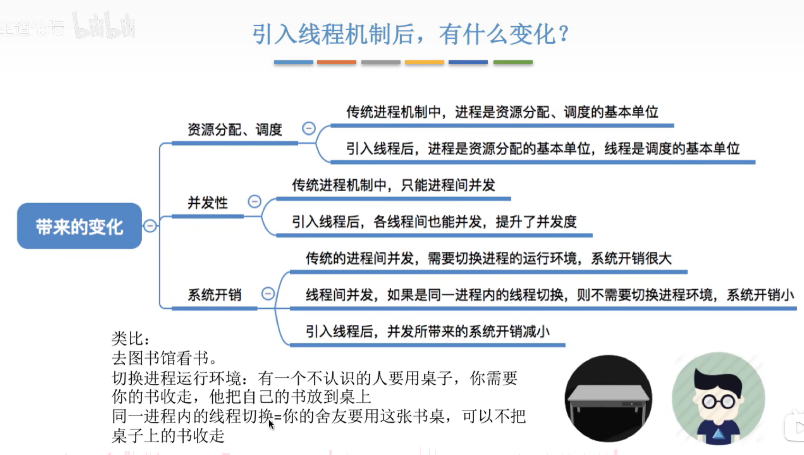 bilibili
引入线程机制后，有什么变化？
资源分配、调度
传统进程机制中，进程是资源分配、调度的基本单位
引入线程后，进程是资源分配的基本单位，线程是调度的基本单位
带来的变化
并发性
传统进程机制中，只能进程间并发
引入线程后，各线程间也能并发，提升了并发度
系统开销
传统的进程间并发，需要切换进程的运行环境，系统开销很大
线程间并发，如果是同一进程内的线程切换，则不需要切换进程环境，系统开销小
引入线程后，并发所带来的系统开销减小
类比：
去图书馆看书。
切换进程运行环境：有一个不认识的人要用桌子，你需要
你的书收走，他把自己的书放到桌上
同一进程内的线程切换=你的舍友要用这张书桌，可以不把
桌子上的书收走